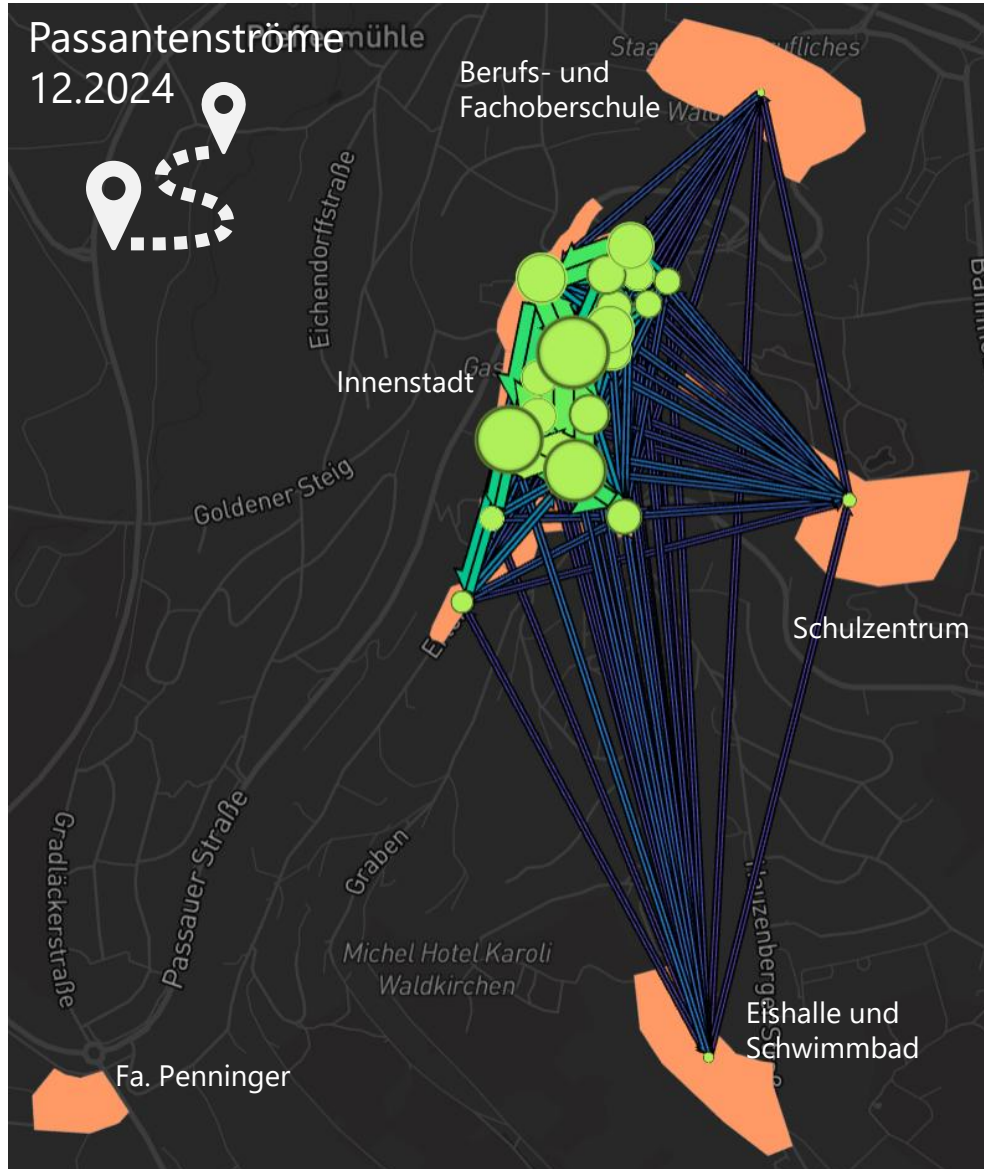 Passantenströme
12.2024
Berufs- und
Fachoberschule
Eichendorffstraße
Innenstadt
Goldener Steig
Schulzentrum
Gradläckerstraße
Passauer Straße
Graben
Michel Hotel Karoli
Waldkirchen
Eishalle und
Schwimmbad
Fa. Penninger